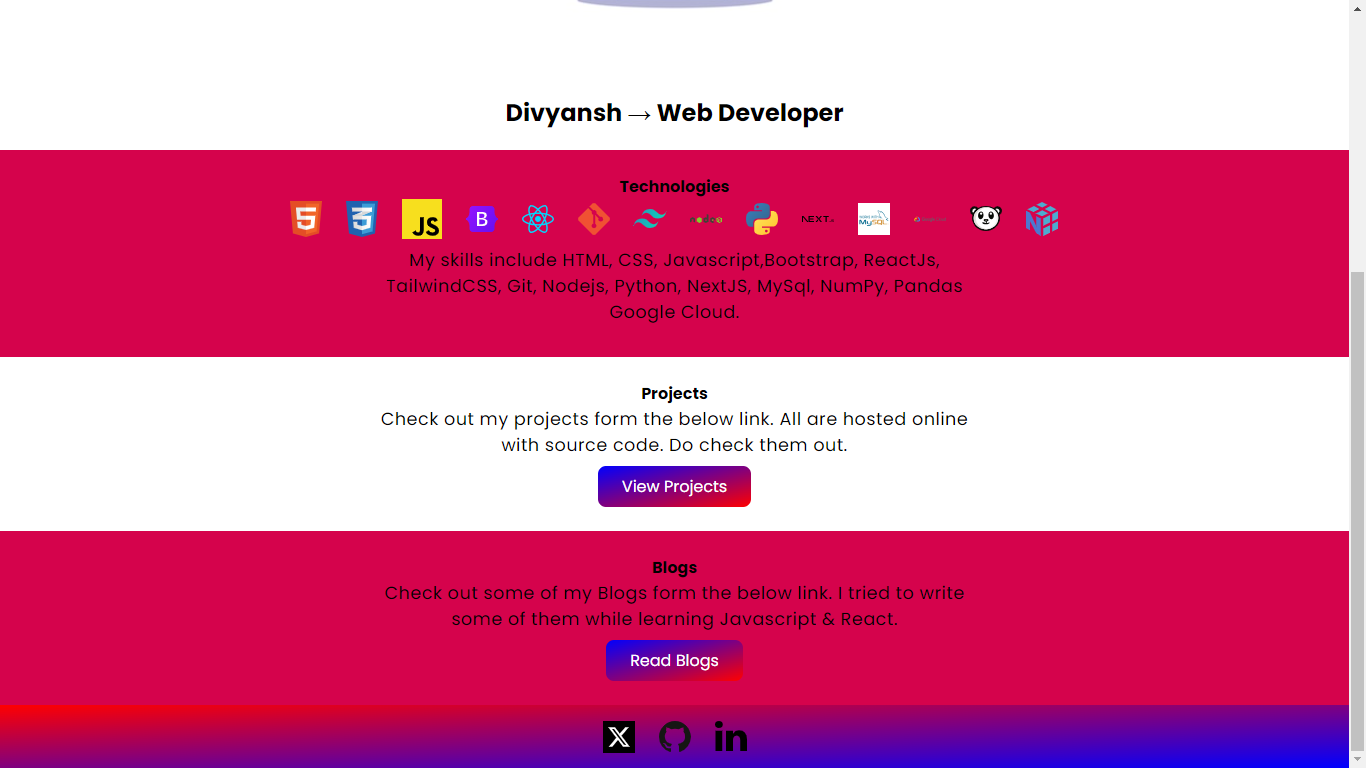 Divyansh → Web Developer
Technologies
JS B NEXT.JS MySQL
My skills include HTML, CSS, Javascript,Bootstrap, ReactJs,
TailwindCSS, Git, Nodejs, Python, NextJS, MySql, NumPy, Pandas
Google Cloud.
Projects
Check out my projects form the below link. All are hosted online
with source code. Do check them out.
View Projects
Blogs
Check out some of my Blogs form the below link. I tried to write
some of them while learning Javascript & React.
Read Blogs
X in